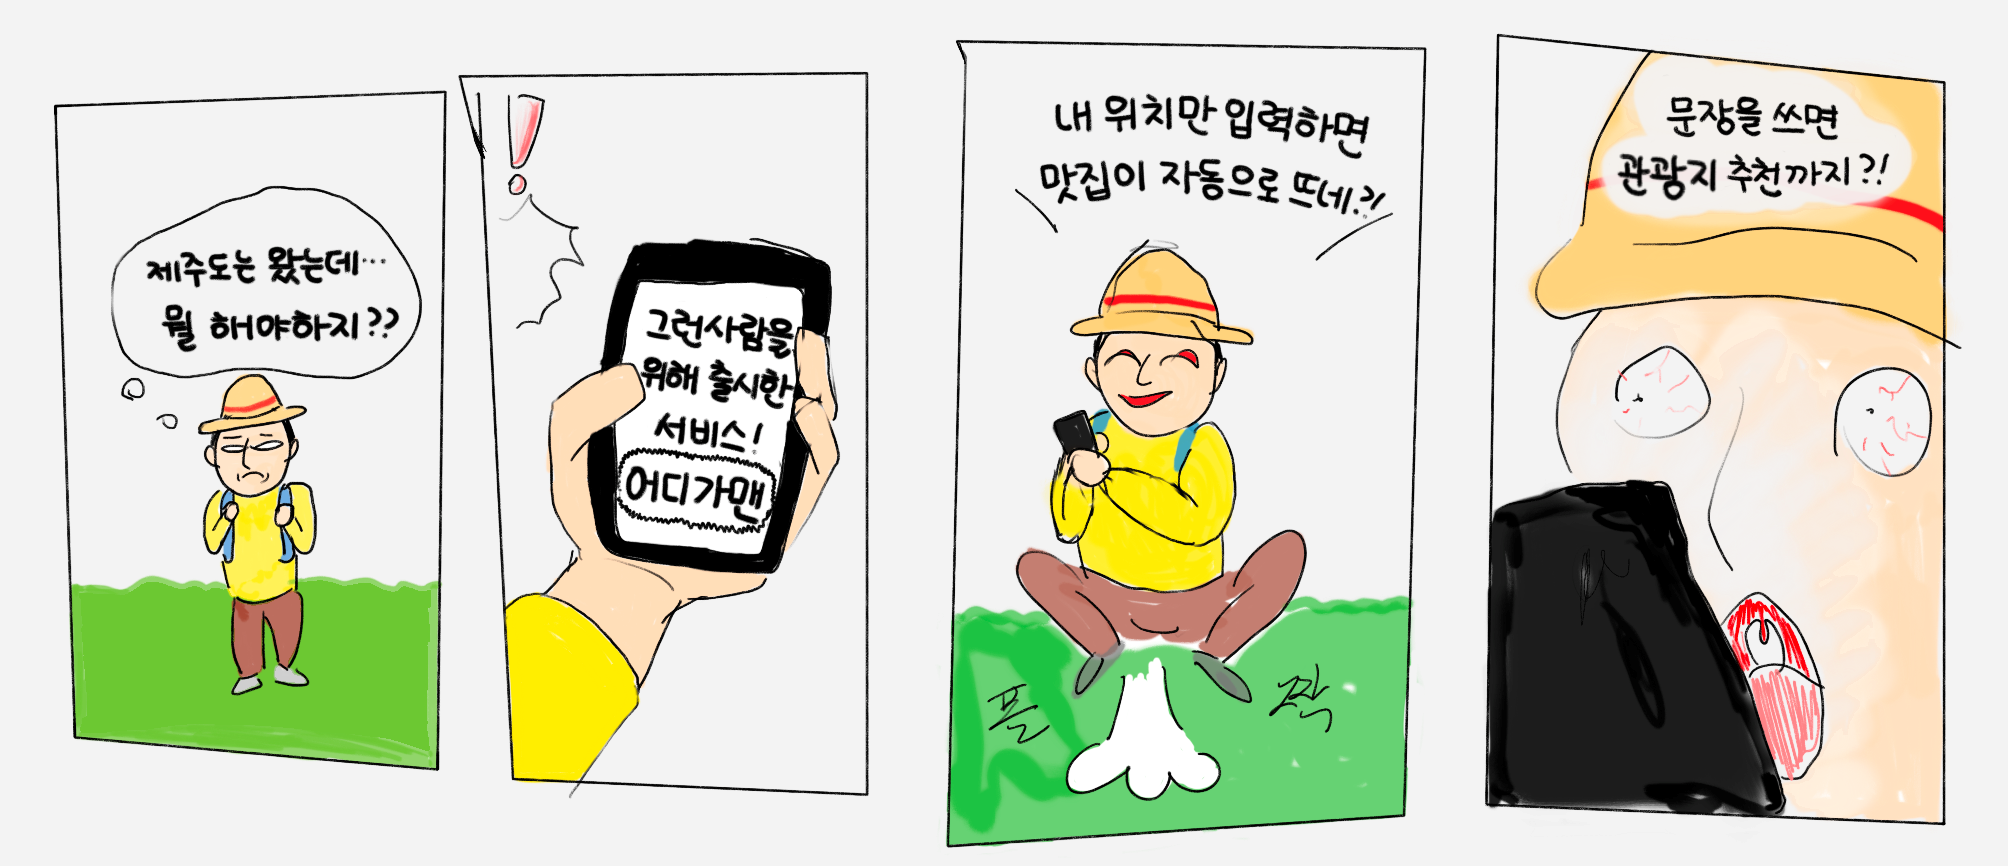 제주도는 왔는데...
뭘 해야하지??
!
그런사람을
위해 출시한
서비스!
어디가맨
내 위치만 입력하면
맛집이 자동으로 뜨네?!
폴짝
문장을 쓰면
관광지 추천까지?!